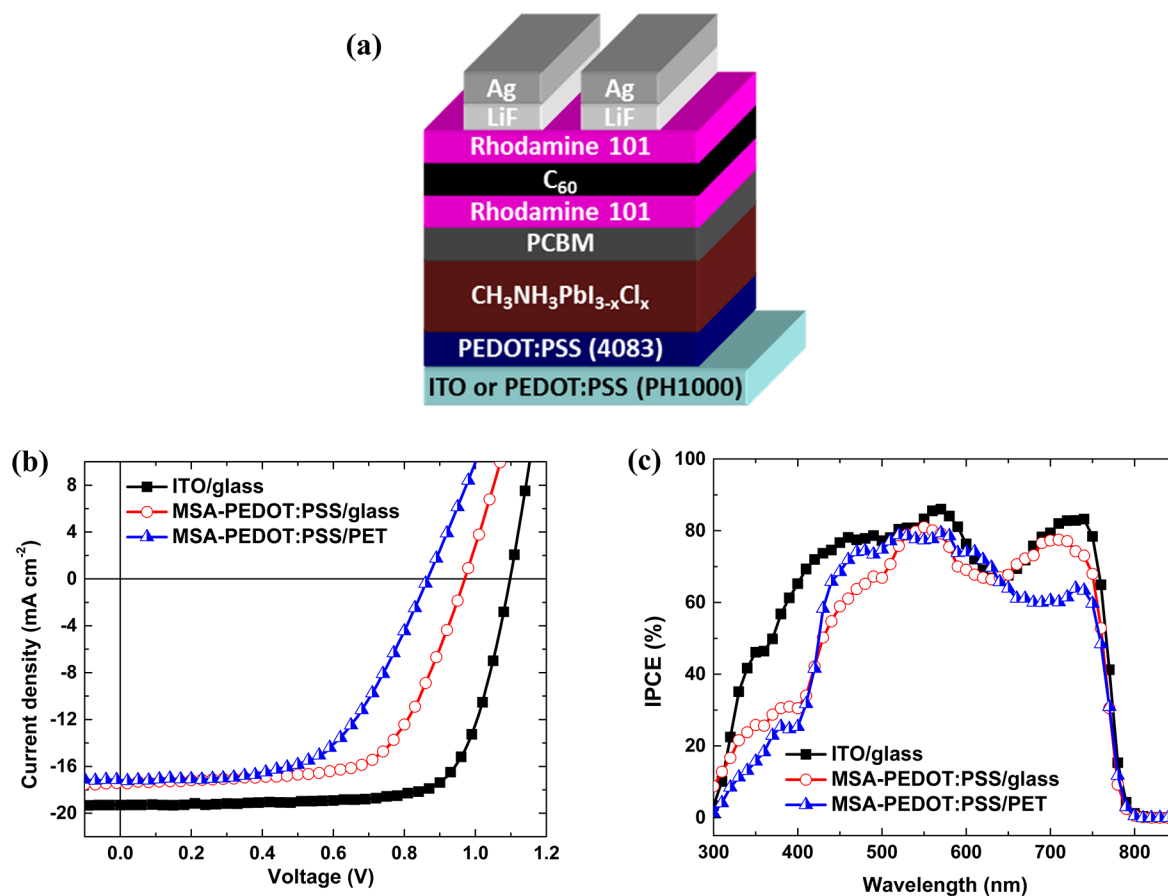 (a)
Ag Ag
LiF LiF
Rhodamine 101
C₆₀
Rhodamine 101
PCBM
CH₃NH₃PbI₃₋ₓClₓ
PEDOT:PSS (4083)
ITO or PEDOT:PSS (PH1000)
(b)
8
4
0
-4
-8
-12
-16
-20
Current density (mA cm⁻²)
ITO/glass
MSA-PEDOT:PSS/glass
MSA-PEDOT:PSS/PET
0.0 0.2 0.4 0.6 0.8 1.0 1.2
Voltage (V)
(c)
100
80
60
40
20
0
IPCE (%)
ITO/glass
MSA-PEDOT:PSS/glass
MSA-PEDOT:PSS/PET
300 400 500 600 700 800
Wavelength (nm)